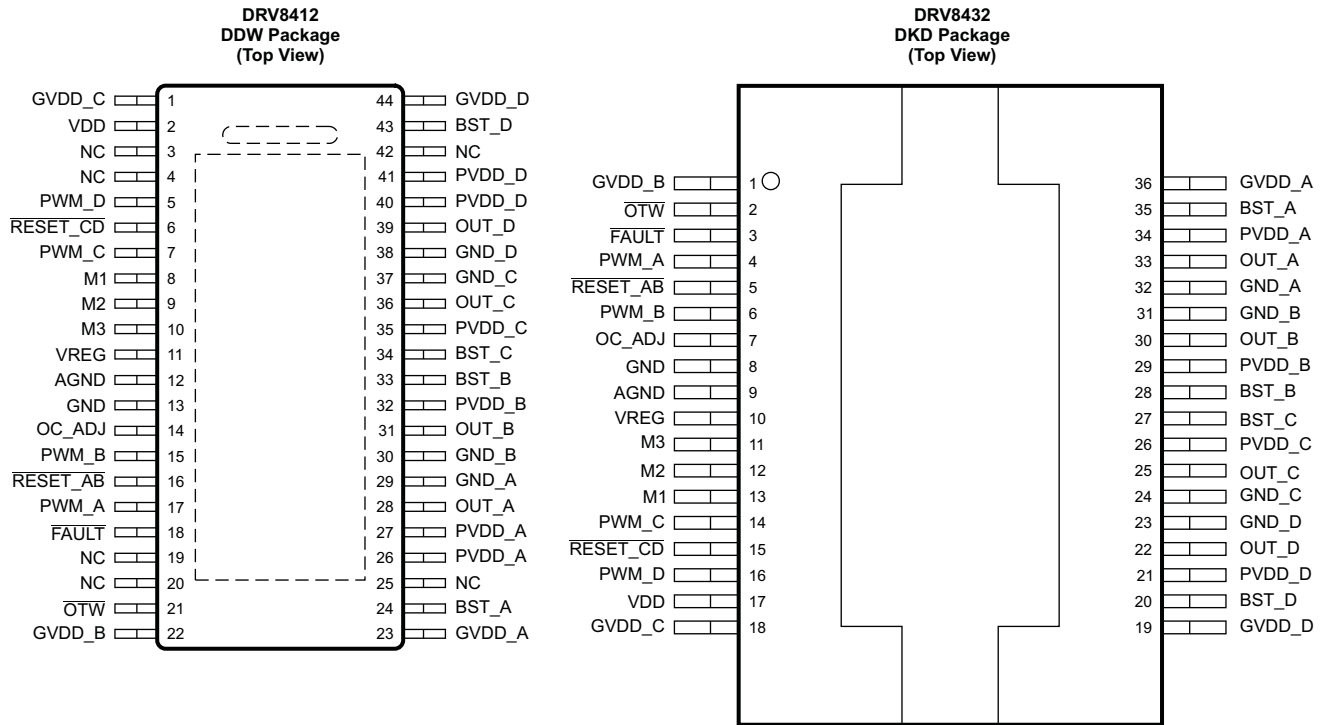 DRV8412
DDW Package
(Top View)
GVDD_C 1 44 GVDD_D
VDD 2 43 BST_D
NC 3 42 NC
NC 4 41 PVDD_D
PWM_D 5 40 PVDD_D
RESET_CD 6 39 OUT_D
PWM_C 7 38 GND_D
M1 8 37 GND_C
M2 9 36 OUT_C
M3 10 35 PVDD_C
VREG 11 34 BST_C
AGND 12 33 BST_B
GND 13 32 PVDD_B
OC_ADJ 14 31 OUT_B
PWM_B 15 30 GND_B
RESET_AB 16 29 GND_A
PWM_A 17 28 OUT_A
FAULT 18 27 PVDD_A
NC 19 26 PVDD_A
NC 20 25 NC
OTW 21 24 BST_A
GVDD_B 22 23 GVDD_A
DRV8432
DKD Package
(Top View)
GVDD_B 1 36 GVDD_A
OTW 2 35 BST_A
FAULT 3 34 PVDD_A
PWM_A 4 33 OUT_A
RESET_AB 5 32 GND_A
PWM_B 6 31 GND_B
OC_ADJ 7 30 OUT_B
GND 8 29 PVDD_B
AGND 9 28 BST_B
VREG 10 27 BST_C
M3 11 26 PVDD_C
M2 12 25 OUT_C
M1 13 24 GND_C
PWM_C 14 23 GND_D
RESET_CD 15 22 OUT_D
PWM_D 16 21 PVDD_D
VDD 17 20 BST_D
GVDD_C 18 19 GVDD_D